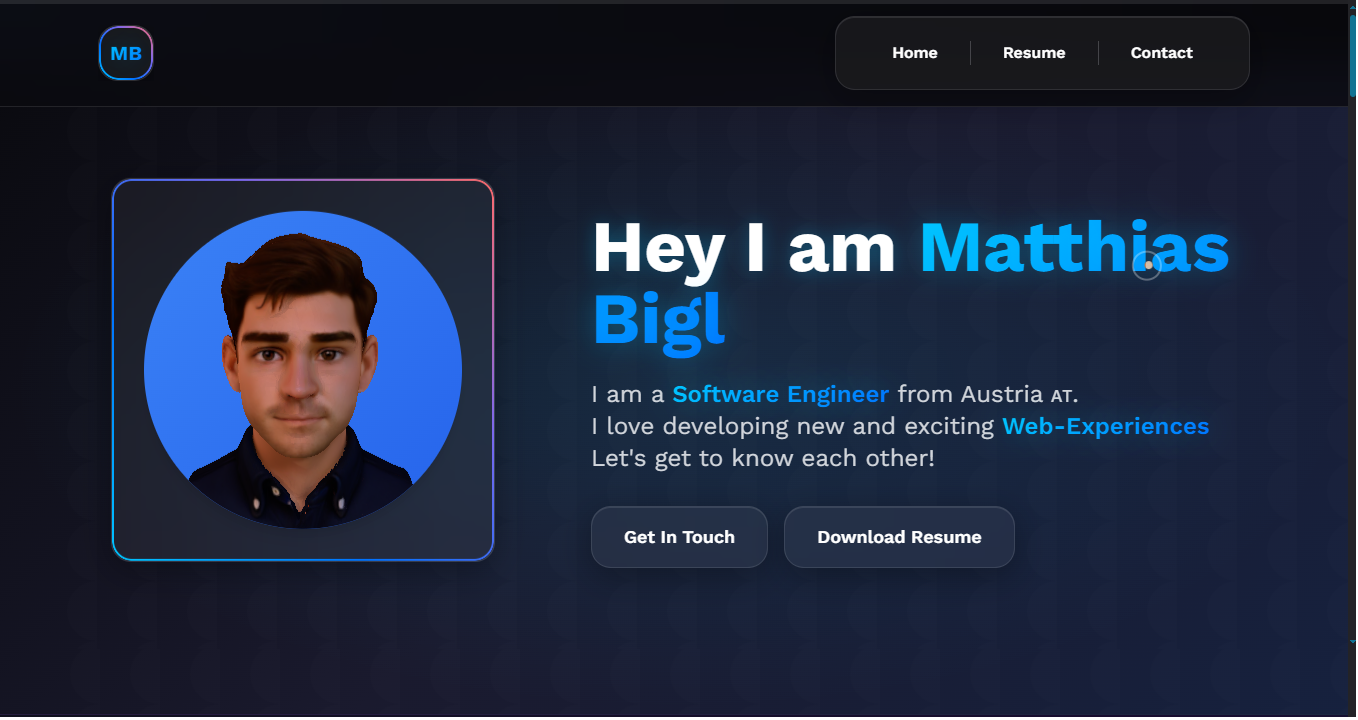 MB
Home
Resume
Contact
Hey I am Matthias
Bigl
I am a Software Engineer from Austria AT.
I love developing new and exciting Web-Experiences
Let's get to know each other!
Get In Touch
Download Resume